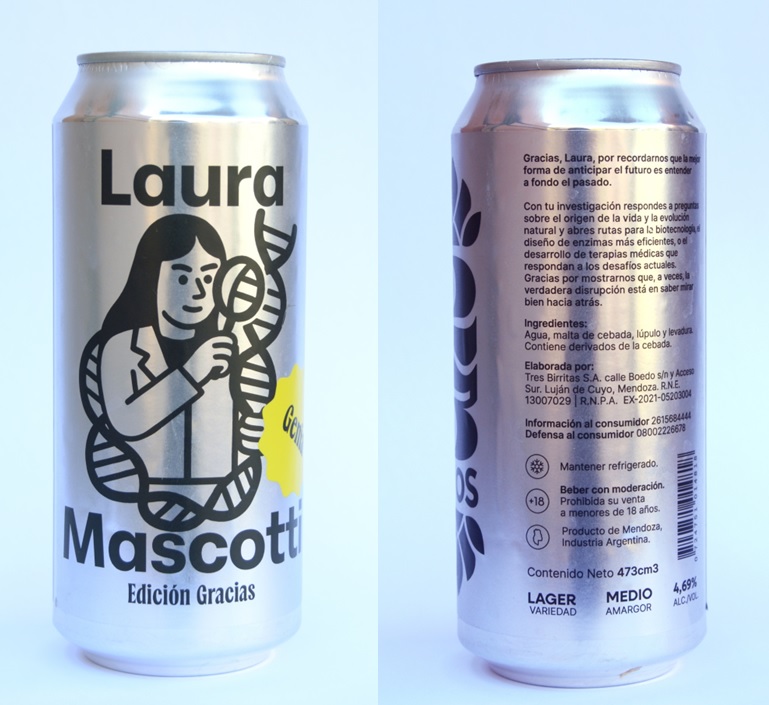 Laura
Mascotti
Edición Gracias
Gracias, Laura, por recordarnos que la mejor
forma de anticipar el futuro es entender
a fondo el pasado.
Con tu investigación respondes a preguntas
sobre el origen de la vida y la evolución
natural y abres rutas para la biotecnología, el
diseño de enzimas más eficientes, o el
desarrollo de terapias médicas que
respondan a los desafíos actuales.
Gracias por mostrarnos que, a veces, la
verdadera disrupción está en saber mirar
bien hacia atrás.
Ingredientes:
Agua, malta de cebada, lúpulo y levadura.
Contiene derivados de la cebada.
Elaborada por:
Tres Birritas S.A. calle Boedo s/n y Acceso
Sur. Luján de Cuyo, Mendoza. R.N.E.
13007029 | R.N.P.A. EX-2021-05203004
Información al consumidor 2615684444
Defensa al consumidor 08002226678
Mantener refrigerado.
+18
Beber con moderación.
Prohibida su venta
a menores de 18 años.
Producto de Mendoza,
Industria Argentina.
Contenido Neto 473cm3
LAGER
VARIEDAD
MEDIO
AMARGOR
4,69%
ALC./VOL.